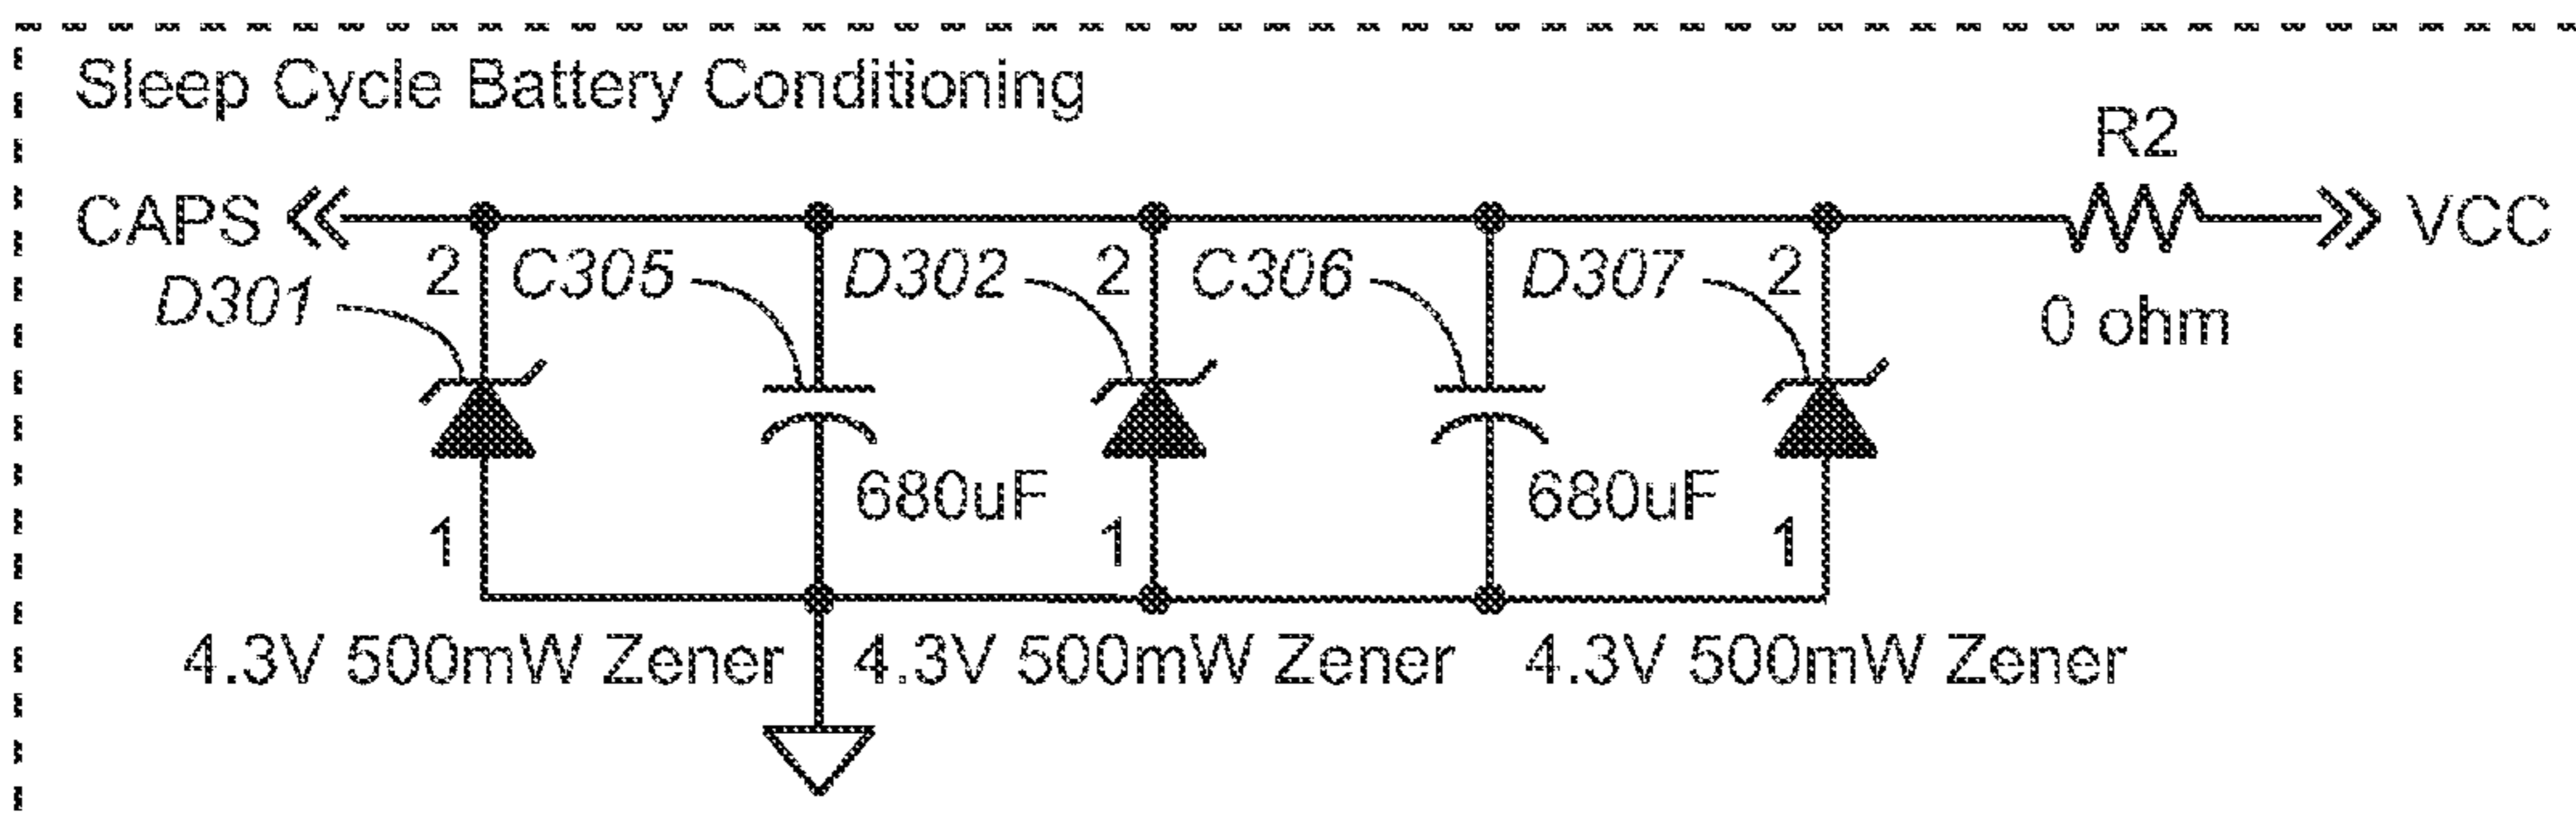 Sleep Cycle Battery Conditioning
R2
CAPS
VCC
2
C305
D302
2
C306
D307
2
D301
0 ohm
680uF
680uF
1
1
1
4.3V 500mW Zener
4.3V 500mW Zener
4.3V 500mW Zener